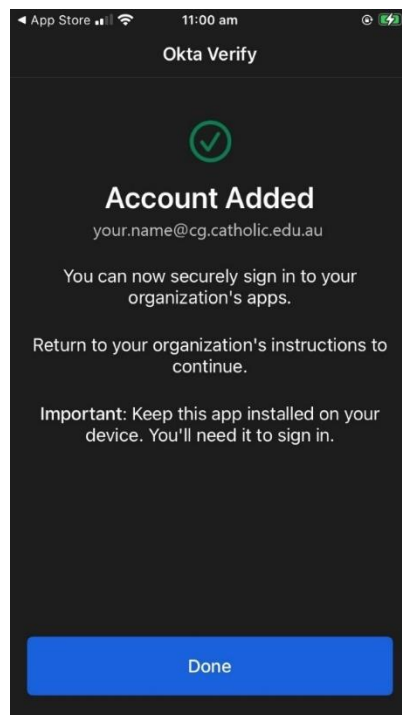 App Store 11:00 am
Okta Verify
Account Added
your.name@cg.catholic.edu.au
You can now securely sign in to your
organization's apps.
Return to your organization's instructions to
continue.
Important: Keep this app installed on your
device. You'll need it to sign in.
Done